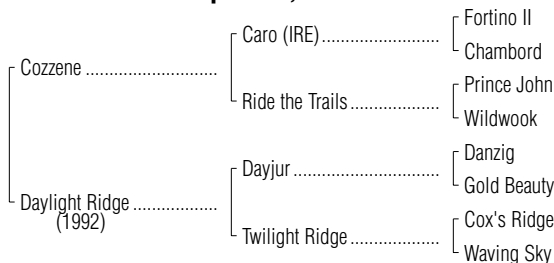 Fortino II
Caro (IRE)
Chambord
Cozzene
Prince John
Ride the Trails
Wildwook
Danzig
Dayjur
Gold Beauty
Daylight Ridge
(1992)
Cox's Ridge
Twilight Ridge
Waving Sky